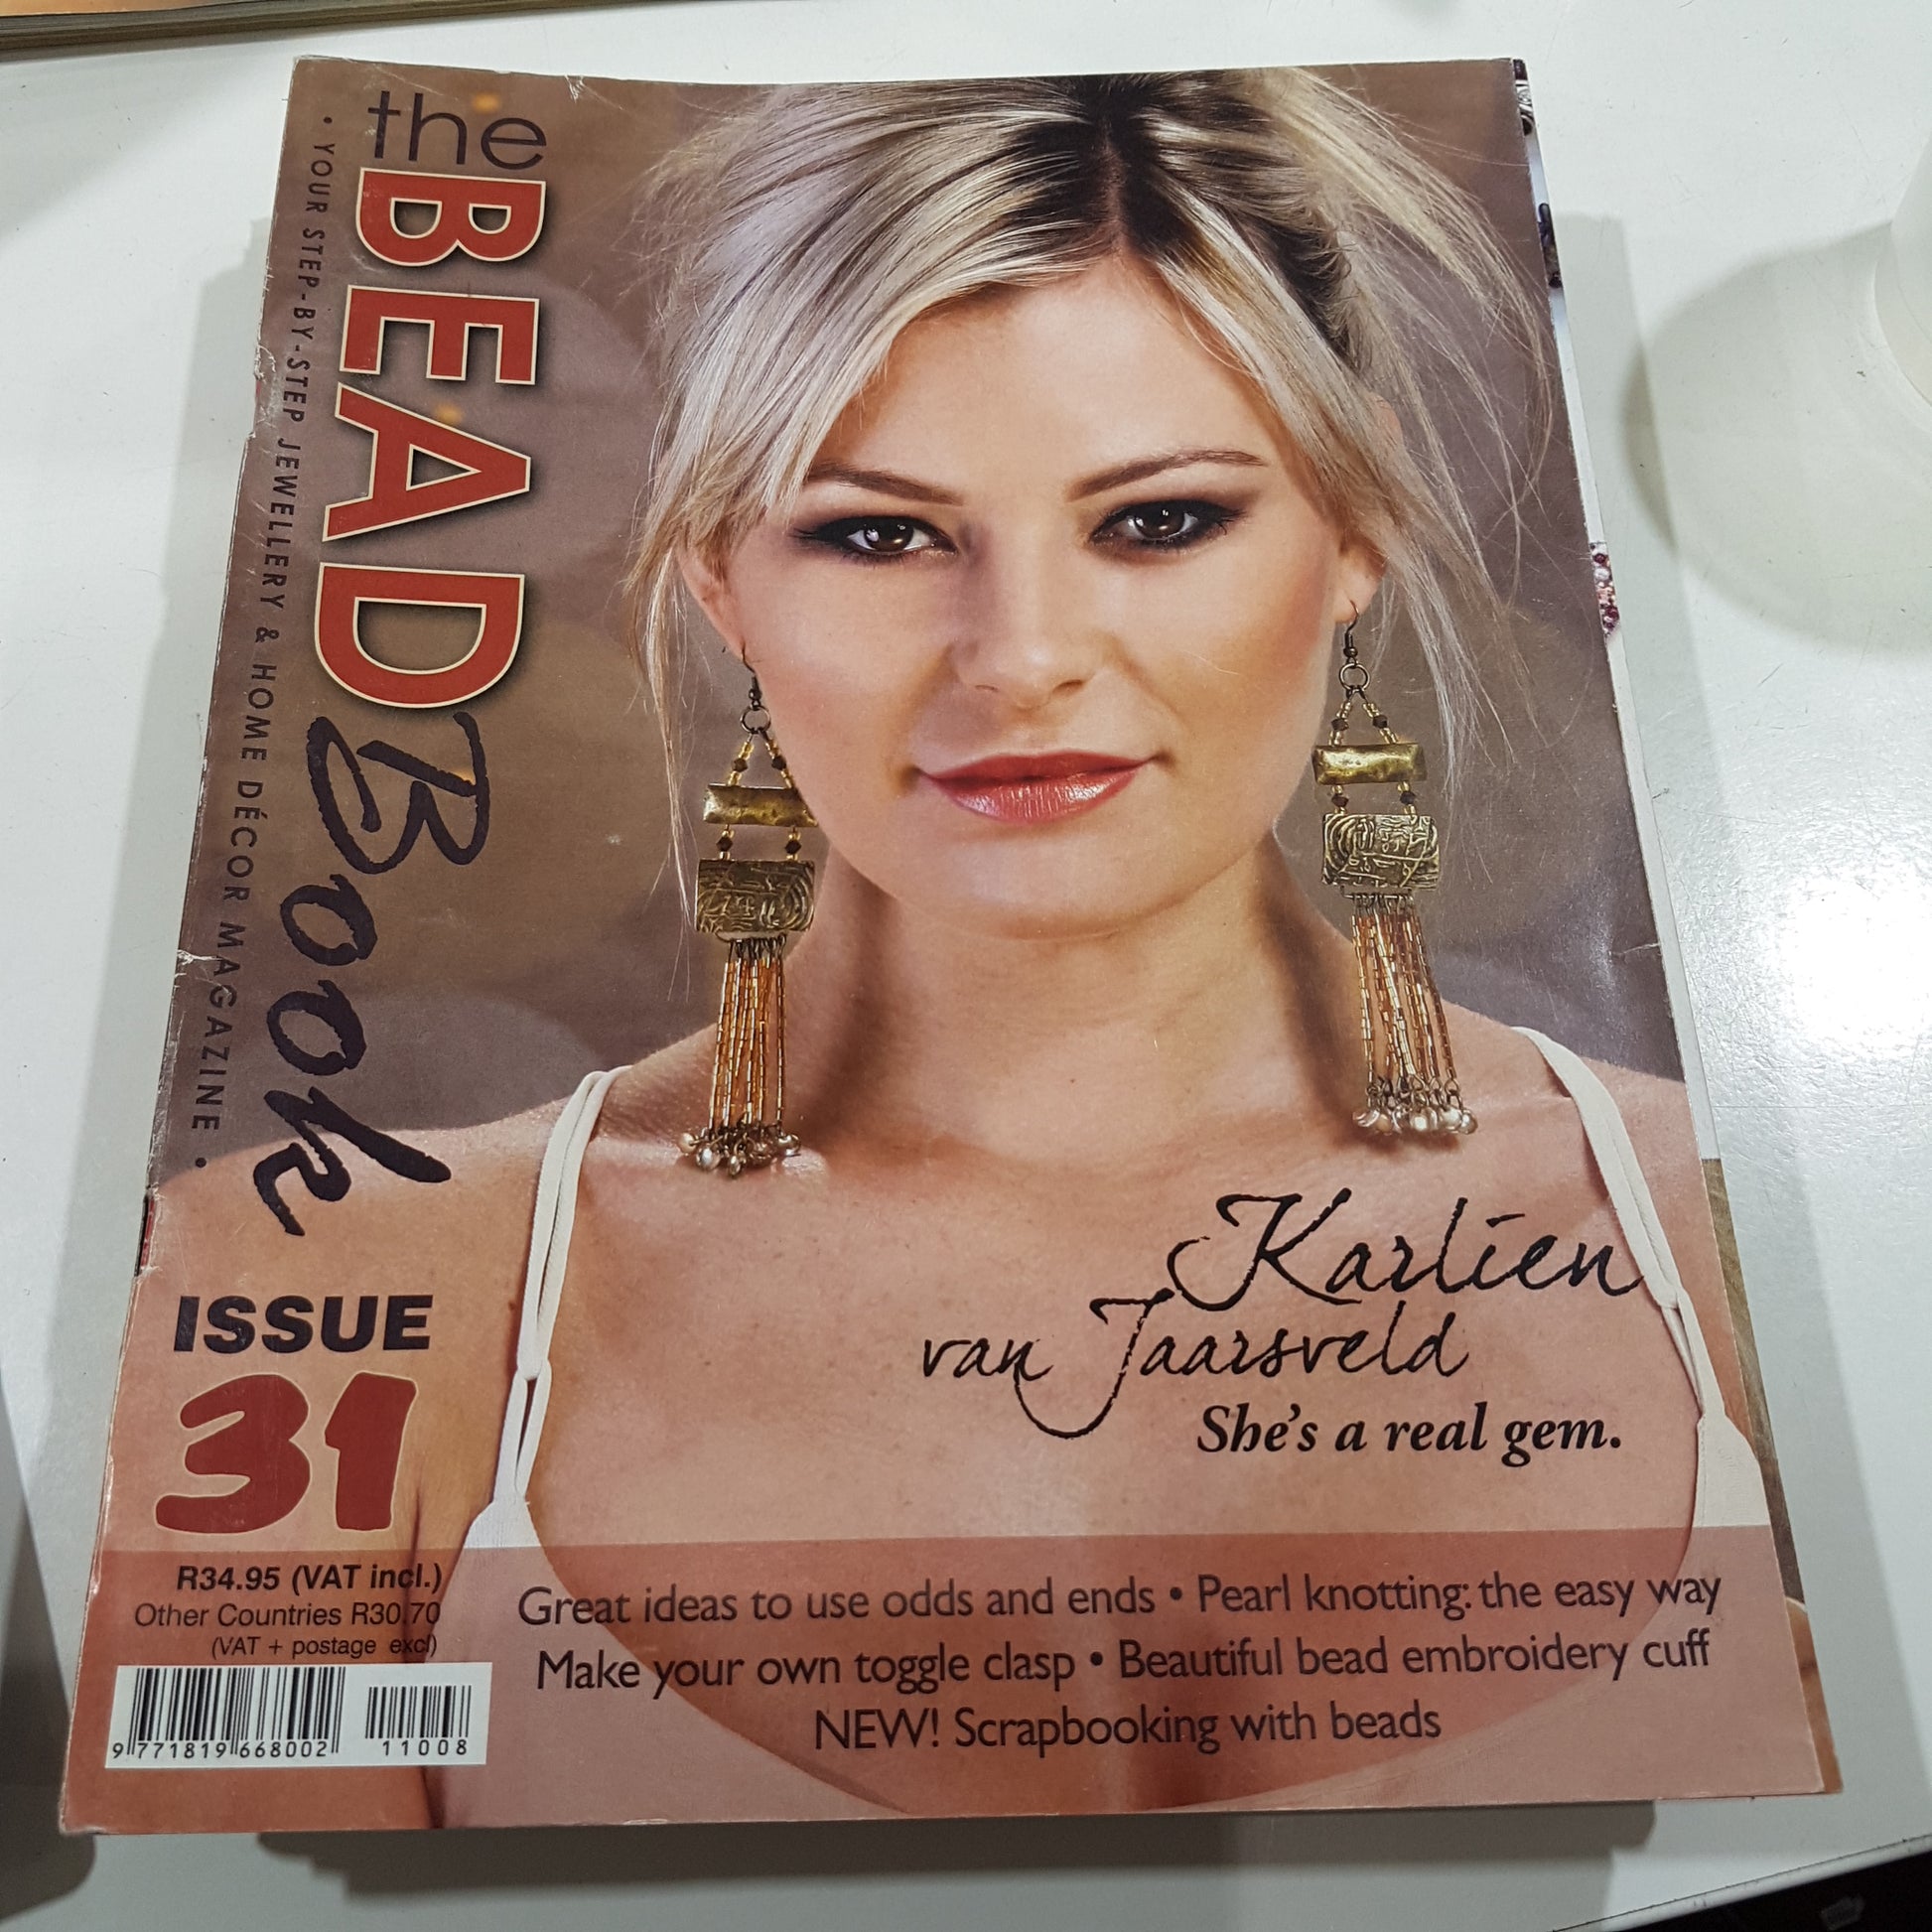 the
BEAD
Book
• YOUR STEP-BY-STEP JEWELLERY & HOME DÉCOR MAGAZINE •
Karlien
van Jaarsveld
She's a real gem.
ISSUE
31
R34.95 (VAT incl.)
Other Countries R30.70
(VAT + postage excl)
9 771819 668002
11008
Great ideas to use odds and ends • Pearl knotting: the easy way
Make your own toggle clasp • Beautiful bead embroidery cuff
NEW! Scrapbooking with beads